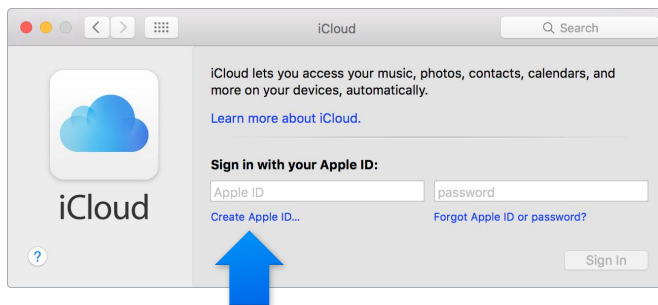 iCloud
Search
iCloud lets you access your music, photos, contacts, calendars, and
more on your devices, automatically.
Learn more about iCloud.
Sign in with your Apple ID:
Apple ID
password
iCloud
Create Apple ID...
Forgot Apple ID or password?
?
Sign In